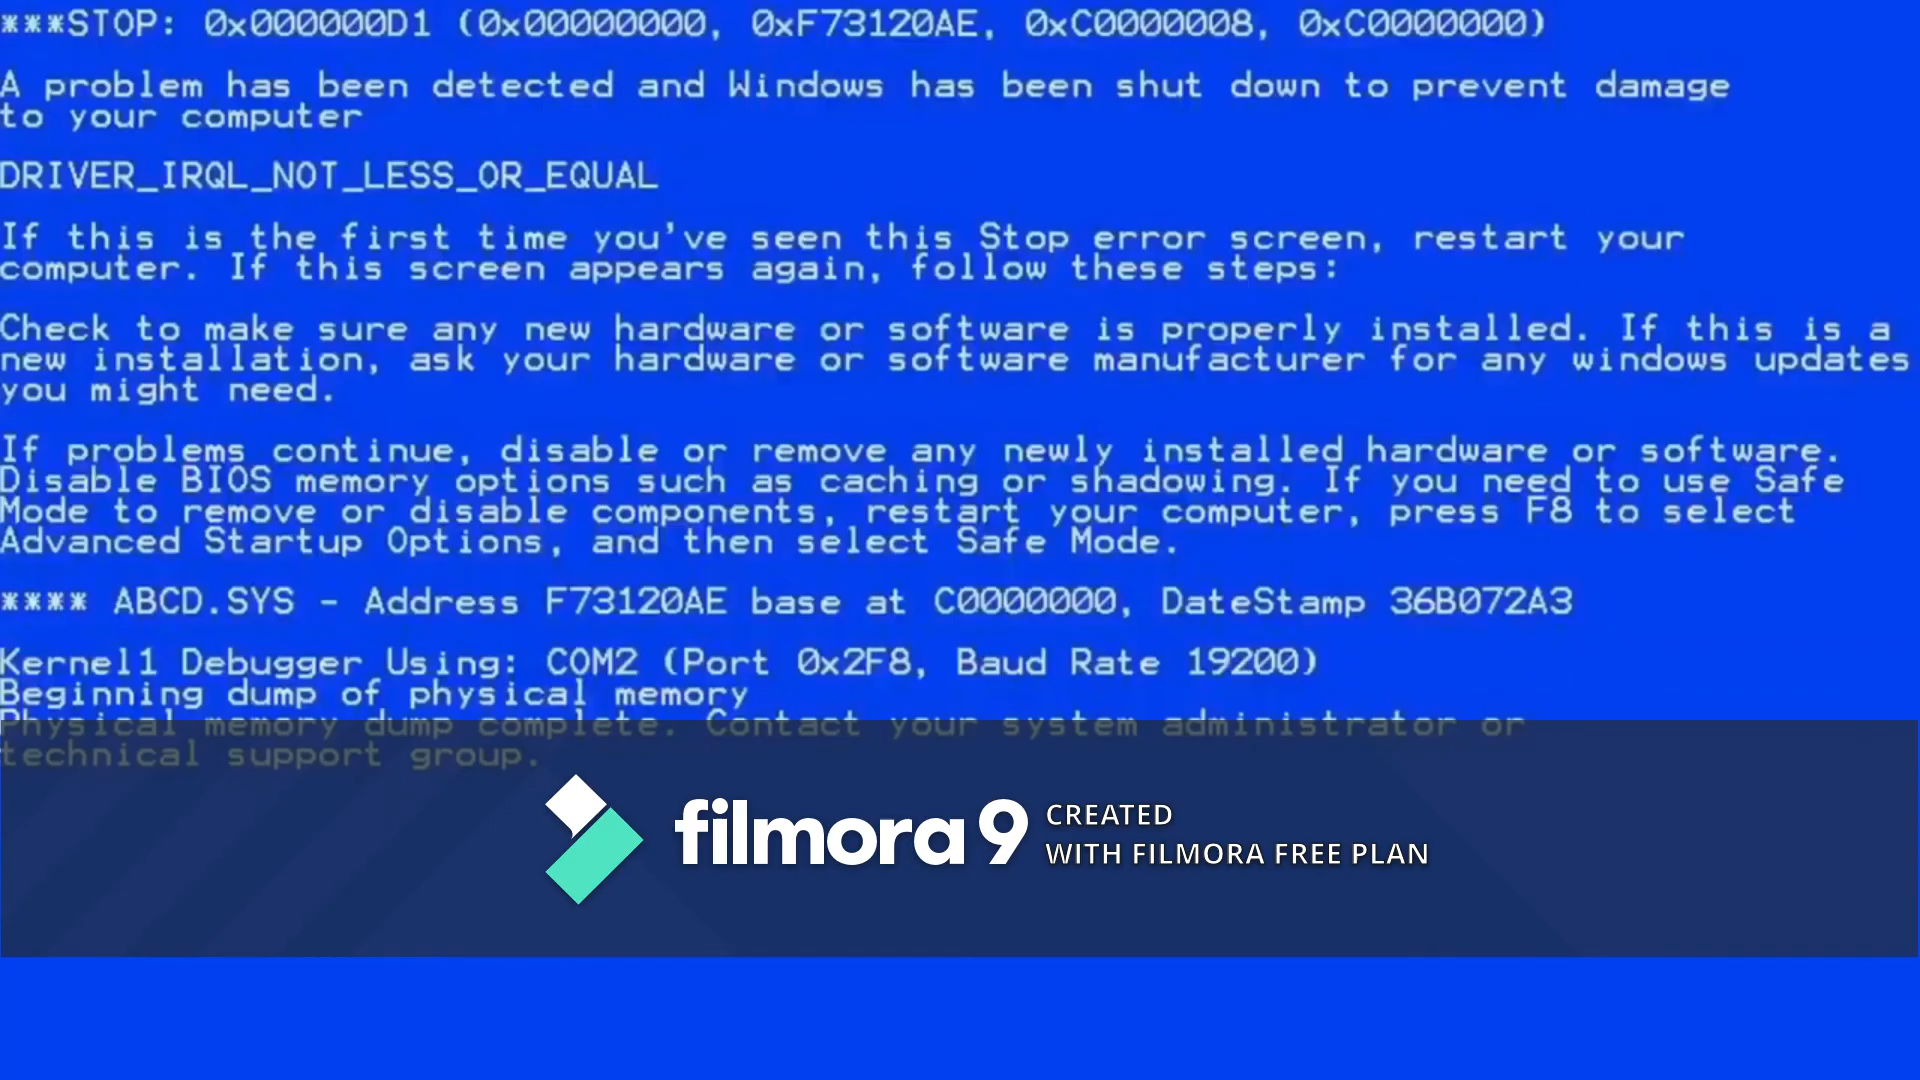 ***STOP: 0x000000D1 (0x00000000, 0xF73120AE, 0xC0000008, 0xC0000000)
A problem has been detected and Windows has been shut down to prevent damage
to your computer
DRIVER_IRQL_NOT_LESS_OR_EQUAL
If this is the first time you've seen this Stop error screen, restart your
computer. If this screen appears again, follow these steps:
Check to make sure any new hardware or software is properly installed. If this is a
new installation, ask your hardware or software manufacturer for any windows updates
you might need.
If problems continue, disable or remove any newly installed hardware or software.
Disable BIOS memory options such as caching or shadowing. If you need to use Safe
Mode to remove or disable components, restart your computer, press F8 to select
Advanced Startup Options, and then select Safe Mode.
**** ABCD.SYS - Address F73120AE base at C0000000, DateStamp 36B072A3
Kernel1 Debugger Using: COM2 (Port 0x2F8, Baud Rate 19200)
Beginning dump of physical memory
Physical memory dump complete. Contact your system administrator or
technical support group.
filmora9 CREATED
WITH FILMORA FREE PLAN